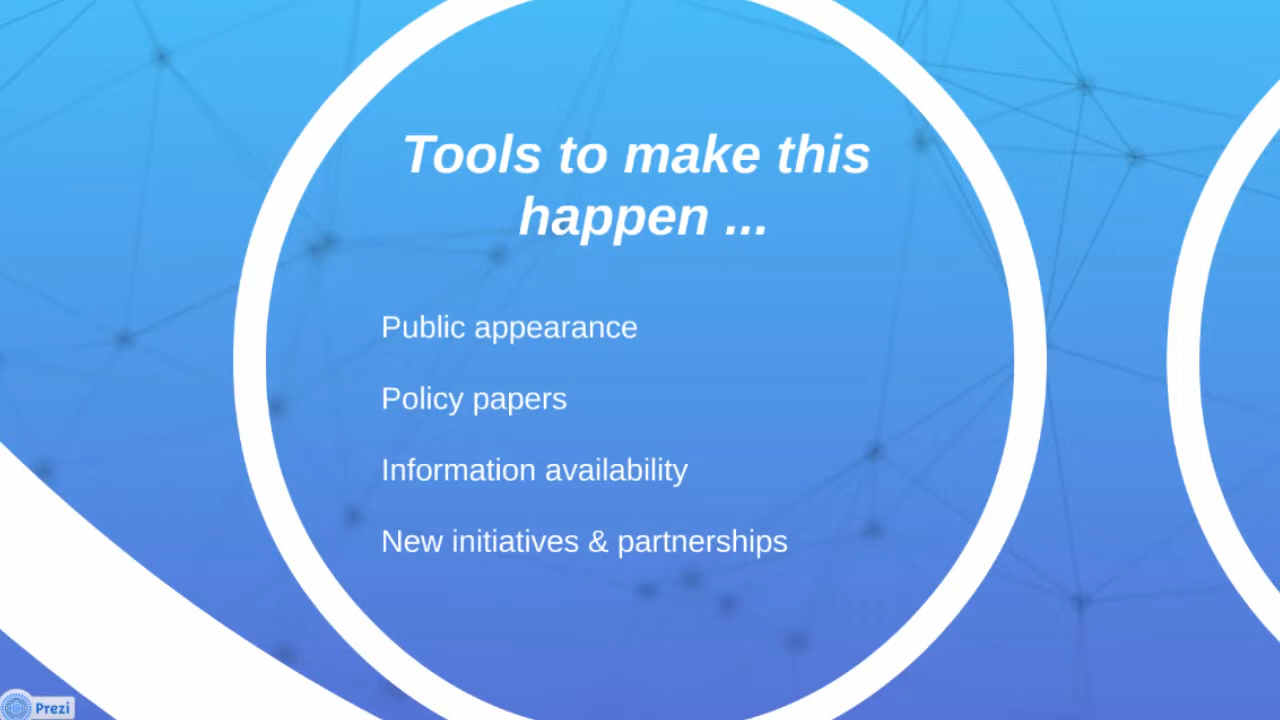 Tools to make this
happen ...
Public appearance
Policy papers
Information availability
New initiatives & partnerships
Prezi